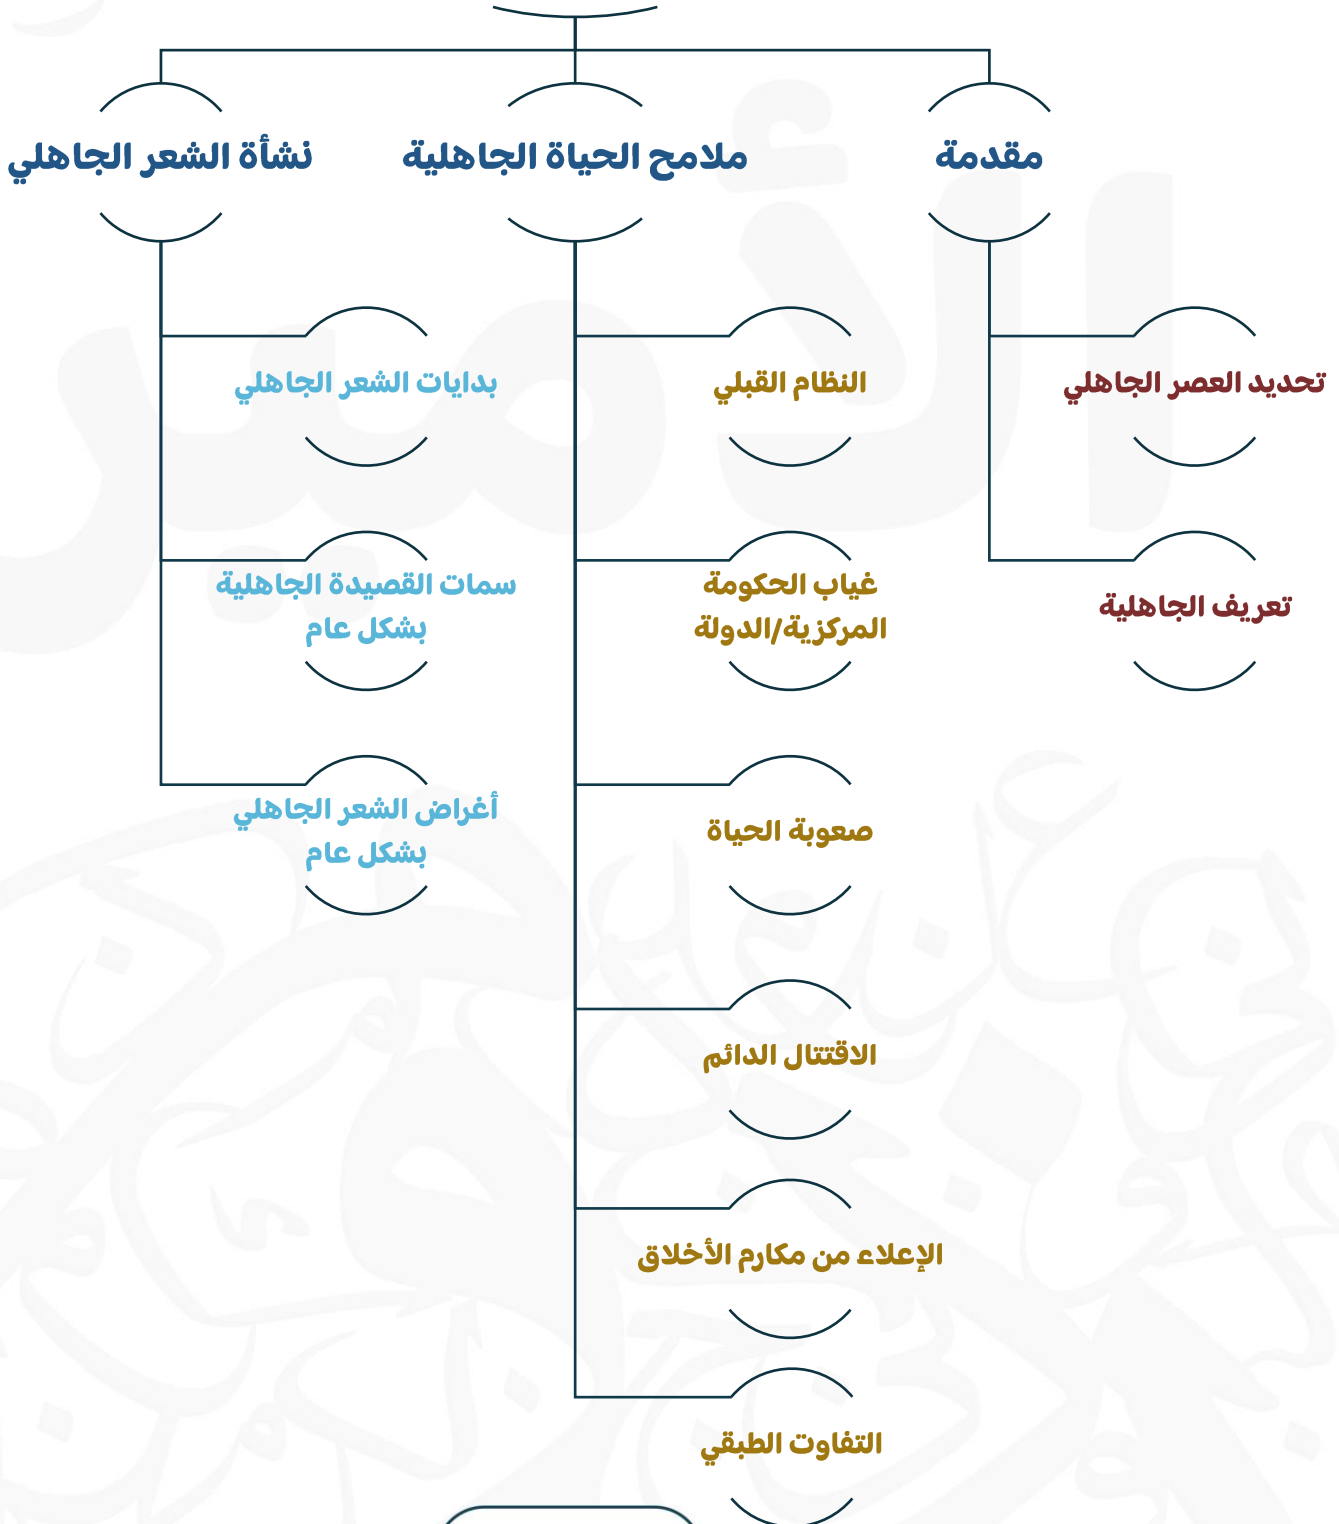 مقدمة
ملامح الحياة الجاهلية
نشأة الشعر الجاهلي
تحديد العصر الجاهلي
تعريف الجاهلية
النظام القبلي
غياب الحكومة
المركزية/الدولة
صعوبة الحياة
الاقتتال الدائم
الإعلاء من مكارم الأخلاق
التفاوت الطبقي
بدايات الشعر الجاهلي
سمات القصيدة الجاهلية
بشكل عام
أغراض الشعر الجاهلي
بشكل عام
الأمير